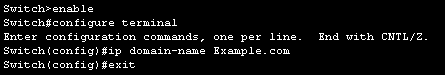 Switch>enable
Switch#configure terminal
Enter configuration commands, one per line.  End with CNTL/Z.
Switch(config)#ip domain-name Example.com
Switch(config)#exit